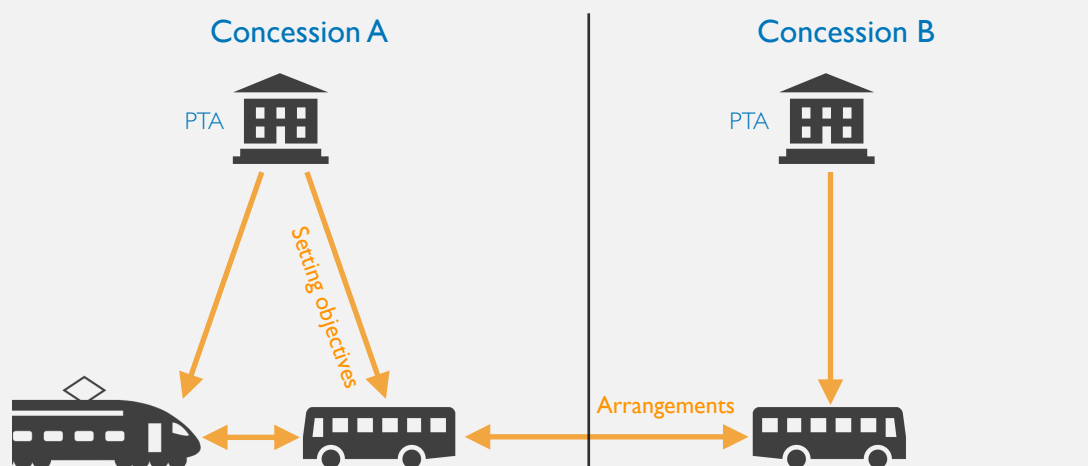 Concession A
Concession B
PTA
PTA
Setting objectives
Arrangements